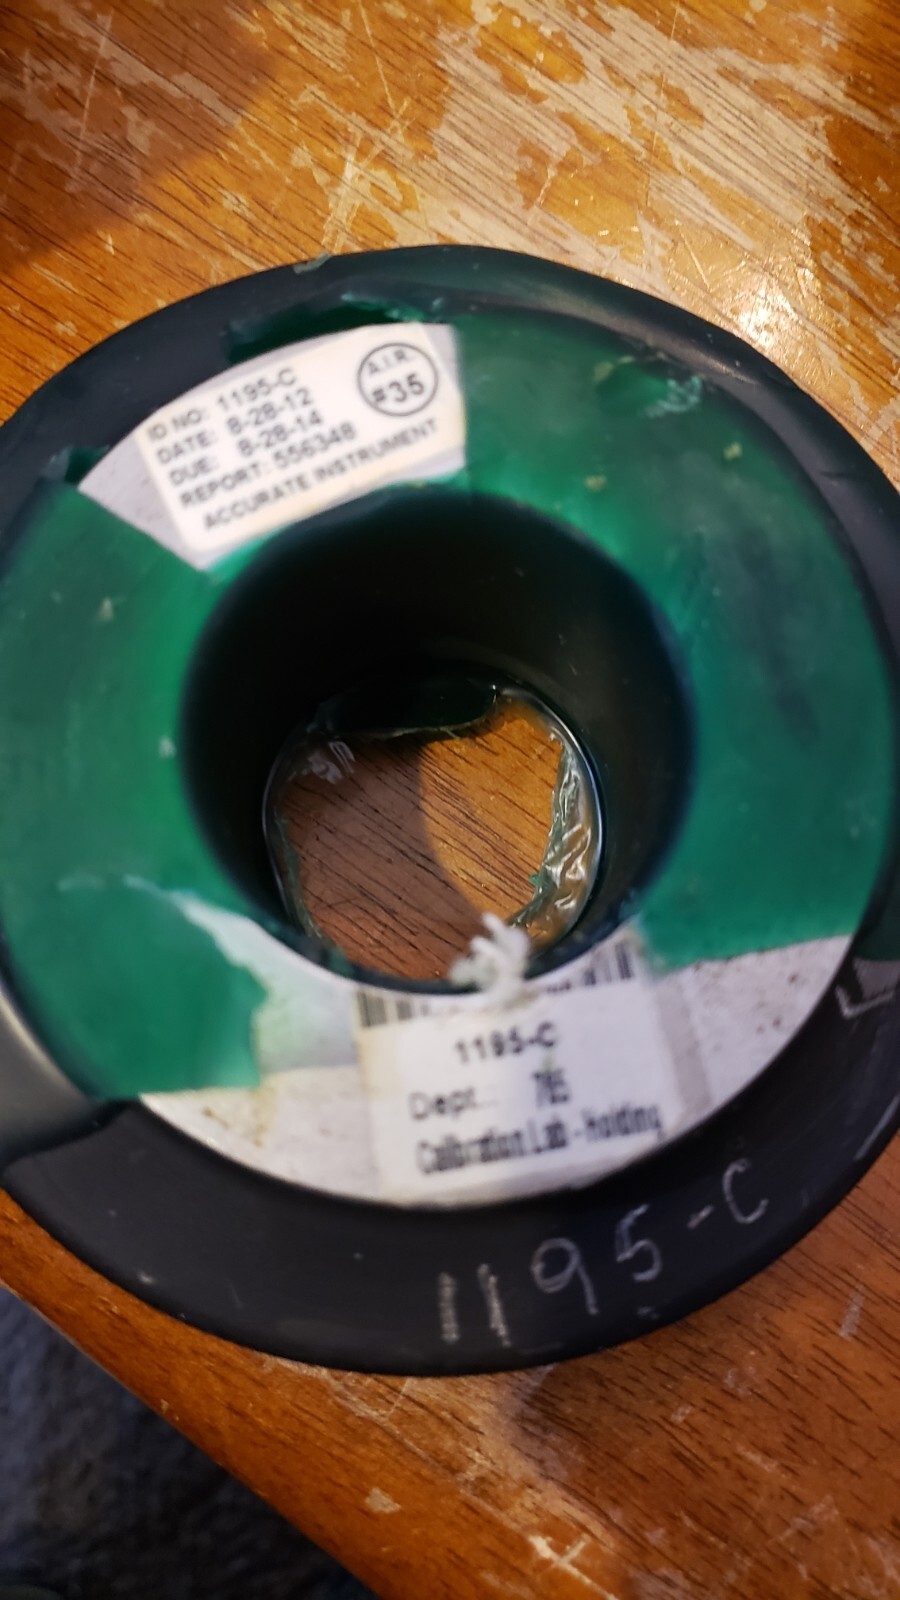 ID NO: 1195-C
DATE: 8-28-12
DUE: 8-28-14
REPORT: 556348
ACCURATE INSTRUMENT
A.I.R.
#35
1195-C
Dept.: 765
Calibration Lab - Holding
1195-C